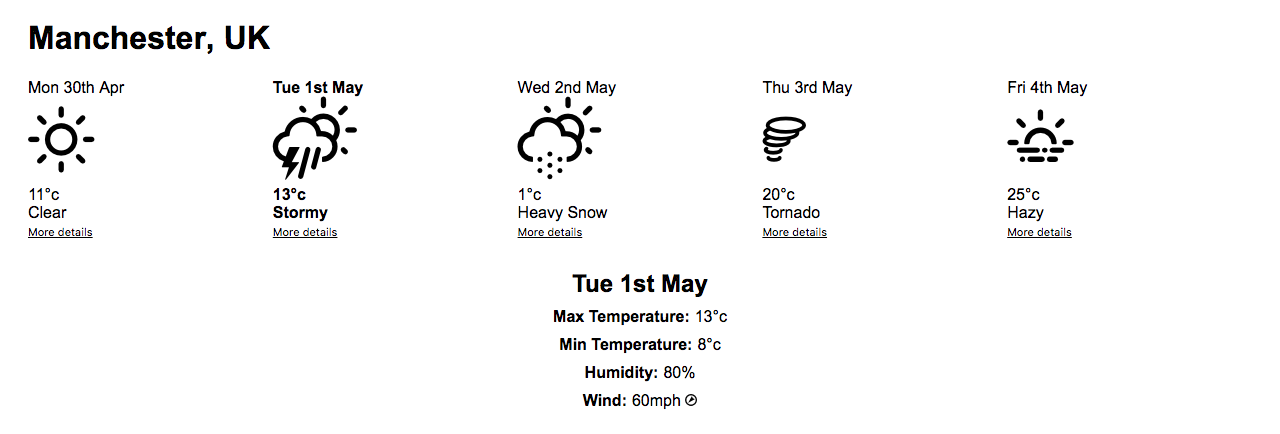 Manchester, UK
Mon 30th Apr
11°c
Clear
More details
Tue 1st May
13°c
Stormy
More details
Wed 2nd May
1°c
Heavy Snow
More details
Thu 3rd May
20°c
Tornado
More details
Fri 4th May
25°c
Hazy
More details
Tue 1st May
Max Temperature: 13°c
Min Temperature: 8°c
Humidity: 80%
Wind: 60mph